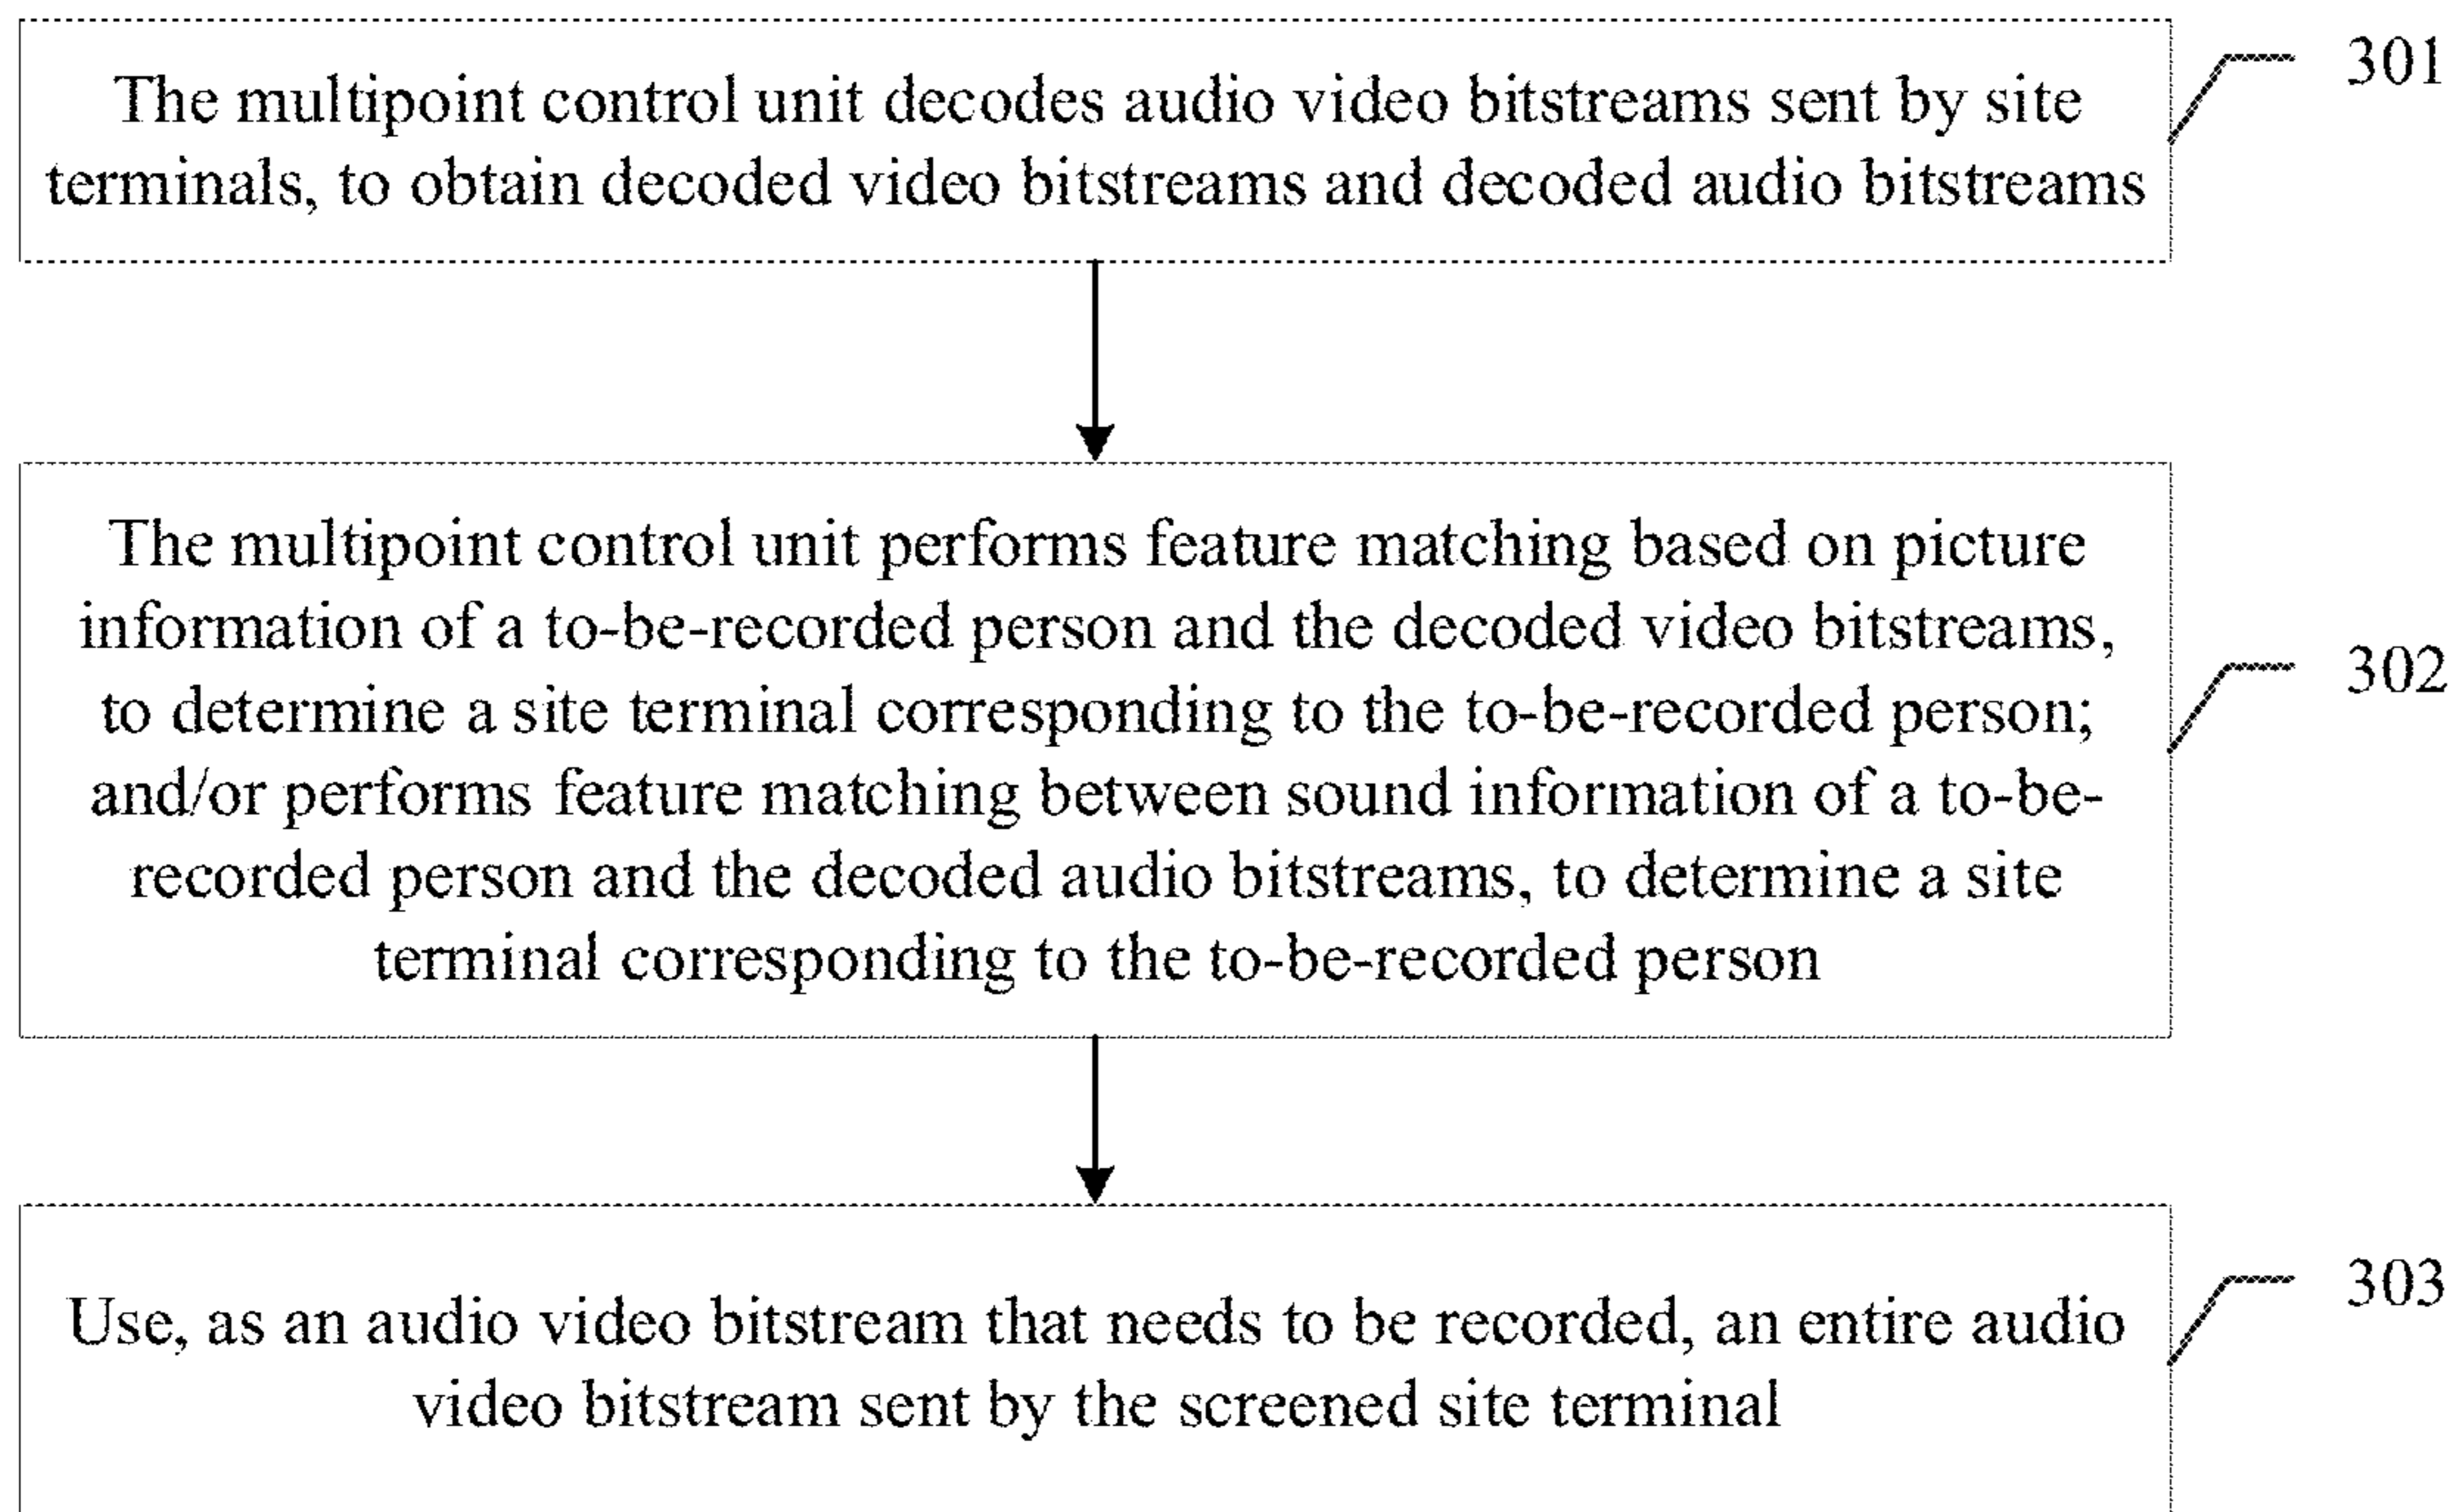 The multipoint control unit decodes audio video bitstreams sent by site
terminals, to obtain decoded video bitstreams and decoded audio bitstreams
301
The multipoint control unit performs feature matching based on picture
information of a to-be-recorded person and the decoded video bitstreams,
to determine a site terminal corresponding to the to-be-recorded person;
and/or performs feature matching between sound information of a to-be-
recorded person and the decoded audio bitstreams, to determine a site
terminal corresponding to the to-be-recorded person
302
Use, as an audio video bitstream that needs to be recorded, an entire audio
video bitstream sent by the screened site terminal
303